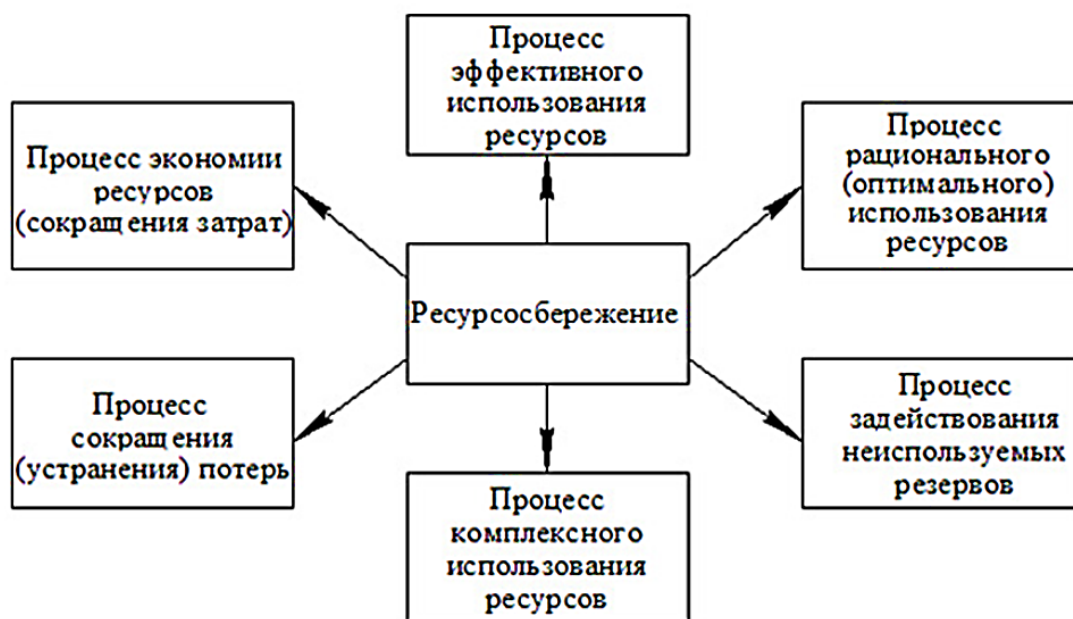 Процесс
эффективного
использования
ресурсов
Процесс экономии
ресурсов
(сокращения затрат)
Процесс
рационального
(оптимального)
использования
ресурсов
Ресурсосбережение
Процесс
сокращения
(устранения) потерь
Процесс
задействования
неиспользуемых
резервов
Процесс
комплексного
использования
ресурсов